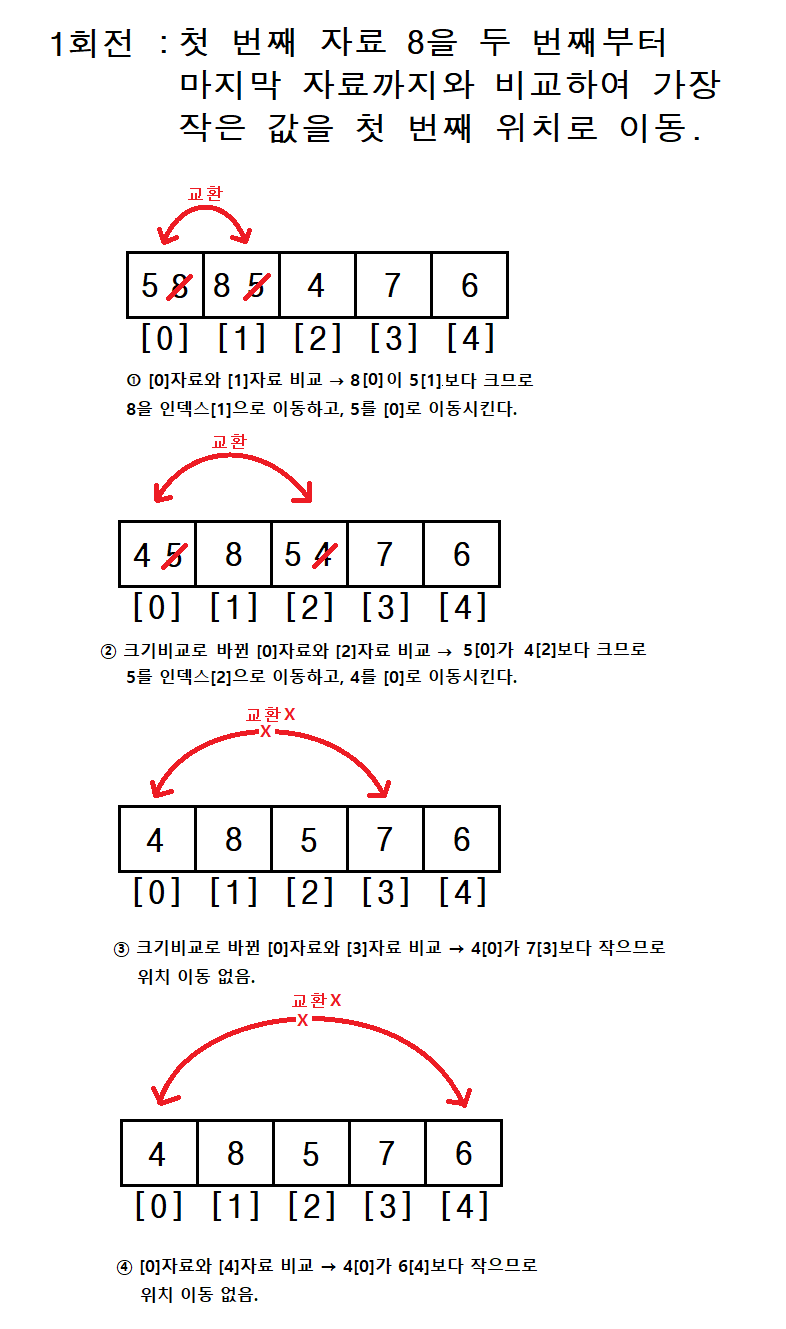 1회전 : 첫 번째 자료 8을 두 번째부터
마지막 자료까지와 비교하여 가장
작은 값을 첫 번째 위치로 이동.
교환
5 8 8 5 4 7 6
[0] [1] [2] [3] [4]
① [0]자료와 [1]자료 비교 → 8[0]이 5[1]보다 크므로
8을 인덱스[1]으로 이동하고, 5를 [0]로 이동시킨다.
교환
4 5 8 5 4 7 6
[0] [1] [2] [3] [4]
② 크기비교로 바뀐 [0]자료와 [2]자료 비교 → 5[0]가 4[2]보다 크므로
5를 인덱스[2]으로 이동하고, 4를 [0]로 이동시킨다.
교환X
X
4 8 5 7 6
[0] [1] [2] [3] [4]
③ 크기비교로 바뀐 [0]자료와 [3]자료 비교 → 4[0]가 7[3]보다 작으므로
위치 이동 없음.
교환X
X
4 8 5 7 6
[0] [1] [2] [3] [4]
④ [0]자료와 [4]자료 비교 → 4[0]가 6[4]보다 작으므로
위치 이동 없음.